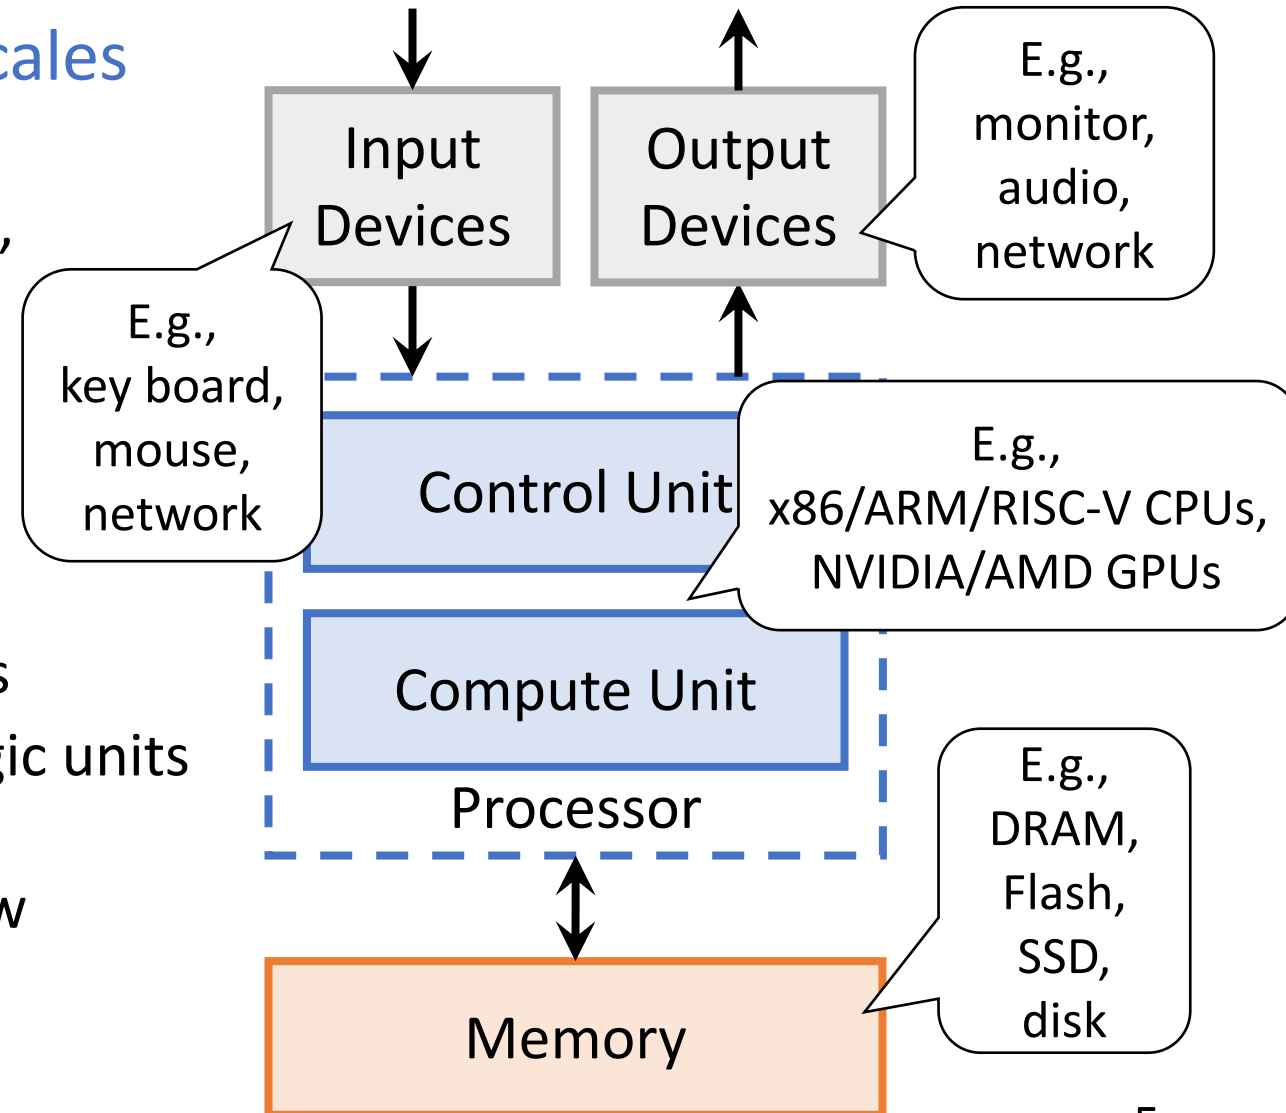 cales
Input
Devices
Output
Devices
E.g.,
monitor,
audio,
network
,
E.g.,
key board,
mouse,
network
Control Unit
E.g.,
x86/ARM/RISC-V CPUs,
NVIDIA/AMD GPUs
s
Compute Unit
gic units
Processor
E.g.,
DRAM,
Flash,
SSD,
disk
w
Memory